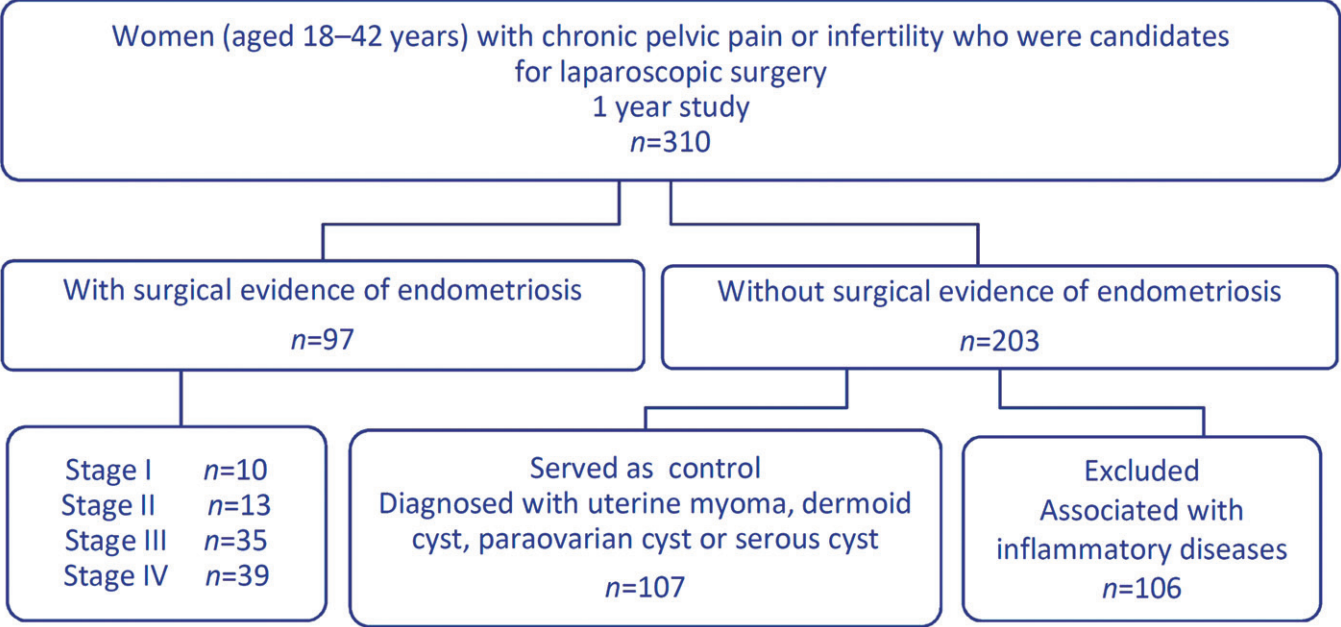 Women (aged 18–42 years) with chronic pelvic pain or infertility who were candidates
for laparoscopic surgery
1 year study
n=310
With surgical evidence of endometriosis
n=97
Without surgical evidence of endometriosis
n=203
Stage I n=10
Stage II n=13
Stage III n=35
Stage IV n=39
Served as control
Diagnosed with uterine myoma, dermoid
cyst, paraovarian cyst or serous cyst
n=107
Excluded
Associated with
inflammatory diseases
n=106